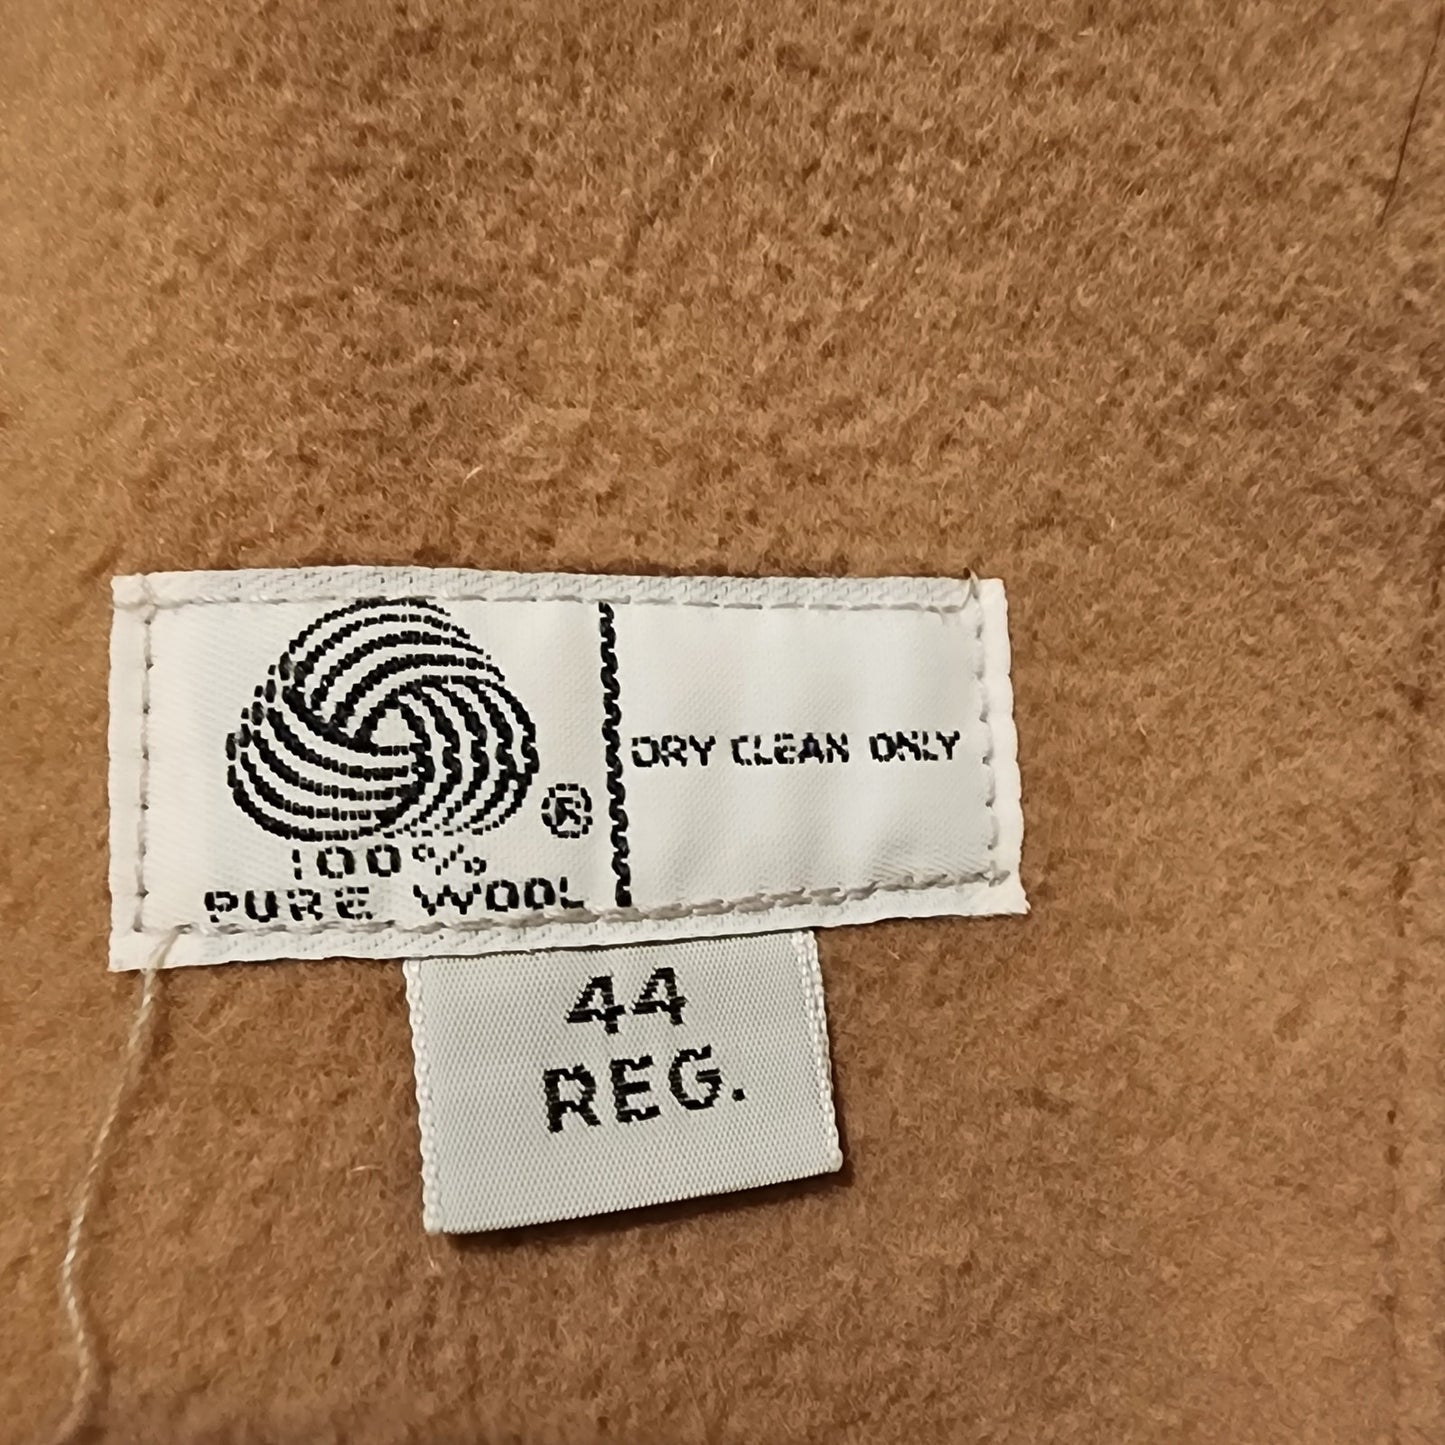 ®
100%
PURE WOOL
DRY CLEAN ONLY
44
REG.